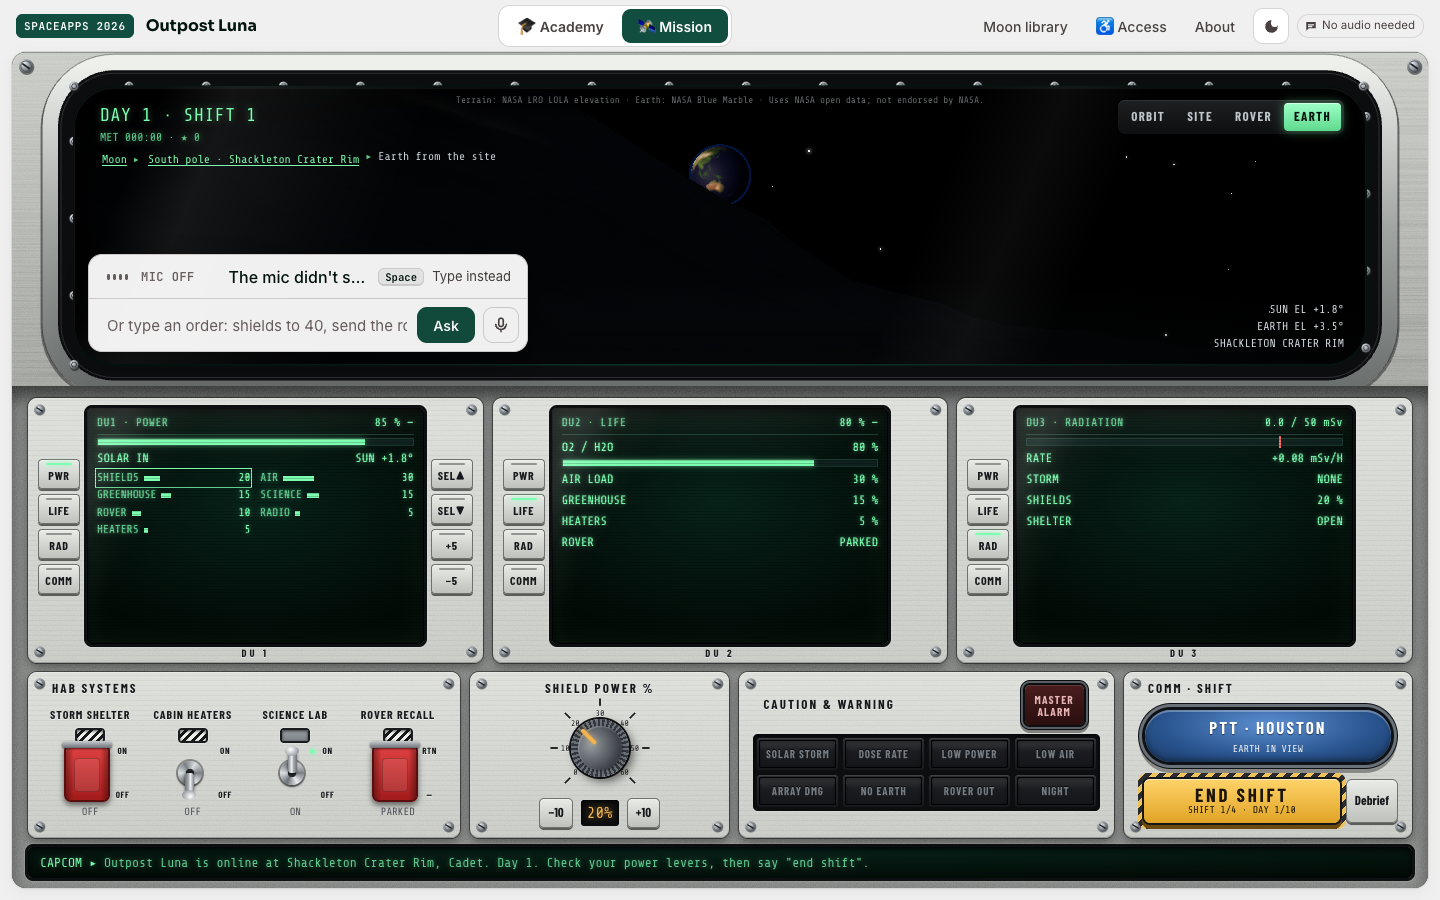 SPACEAPPS 2026 Outpost Luna
🎓 Academy
Mission
Moon library
Access
About
No audio needed
DAY 1 · SHIFT 1
Terrain: NASA LRO LOLA elevation · Earth: NASA Blue Marble · Uses NASA open data; not endorsed by NASA.
ORBIT SITE ROVER EARTH
MET 000:00 · ★ 0
Moon ▸ South pole · Shackleton Crater Rim ▸ Earth from the site
MIC OFF The mic didn't s... Space Type instead
Or type an order: shields to 40, send the ro
Ask
SUN EL +1.8°
EARTH EL +3.5°
SHACKLETON CRATER RIM
DU1 · POWER 85 % —
SOLAR IN SUN +1.8°
SHIELDS 20 AIR 30
GREENHOUSE 15 SCIENCE 15
ROVER 10 RADIO 5
HEATERS 5
PWR
LIFE
RAD
COMM
SEL▲
SEL▼
+5
−5
DU 1
DU2 · LIFE 80 % —
O2 / H2O 80 %
AIR LOAD 30 %
GREENHOUSE 15 %
HEATERS 5 %
ROVER PARKED
PWR
LIFE
RAD
COMM
DU 2
DU3 · RADIATION 0.0 / 50 mSv
RATE +0.08 mSv/H
STORM NONE
SHIELDS 20 %
SHELTER OPEN
PWR
LIFE
RAD
COMM
DU 3
HAB SYSTEMS
STORM SHELTER CABIN HEATERS SCIENCE LAB ROVER RECALL
ON ON ON RTN
OFF OFF OFF —
OFF OFF ON PARKED
SHIELD POWER %
0 10 20 30 40 50 60
−10 20% +10
CAUTION & WARNING
MASTER
ALARM
SOLAR STORM DOSE RATE LOW POWER LOW AIR
ARRAY DMG NO EARTH ROVER OUT NIGHT
COMM · SHIFT
PTT · HOUSTON
EARTH IN VIEW
END SHIFT
SHIFT 1/4 · DAY 1/10
Debrief
CAPCOM ▸ Outpost Luna is online at Shackleton Crater Rim, Cadet. Day 1. Check your power levers, then say "end shift".